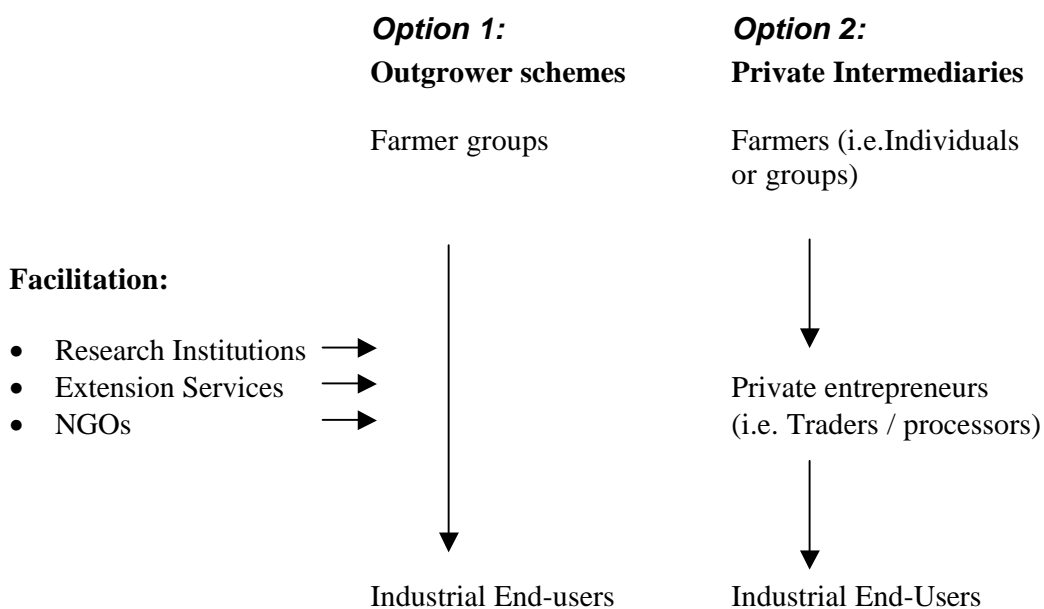 Option 1:
Outgrower schemes
Farmer groups
Option 2:
Private Intermediaries
Farmers (i.e.Individuals
or groups)
Facilitation:
• Research Institutions
• Extension Services
• NGOs
Private entrepreneurs
(i.e. Traders / processors)
Industrial End-users
Industrial End-Users